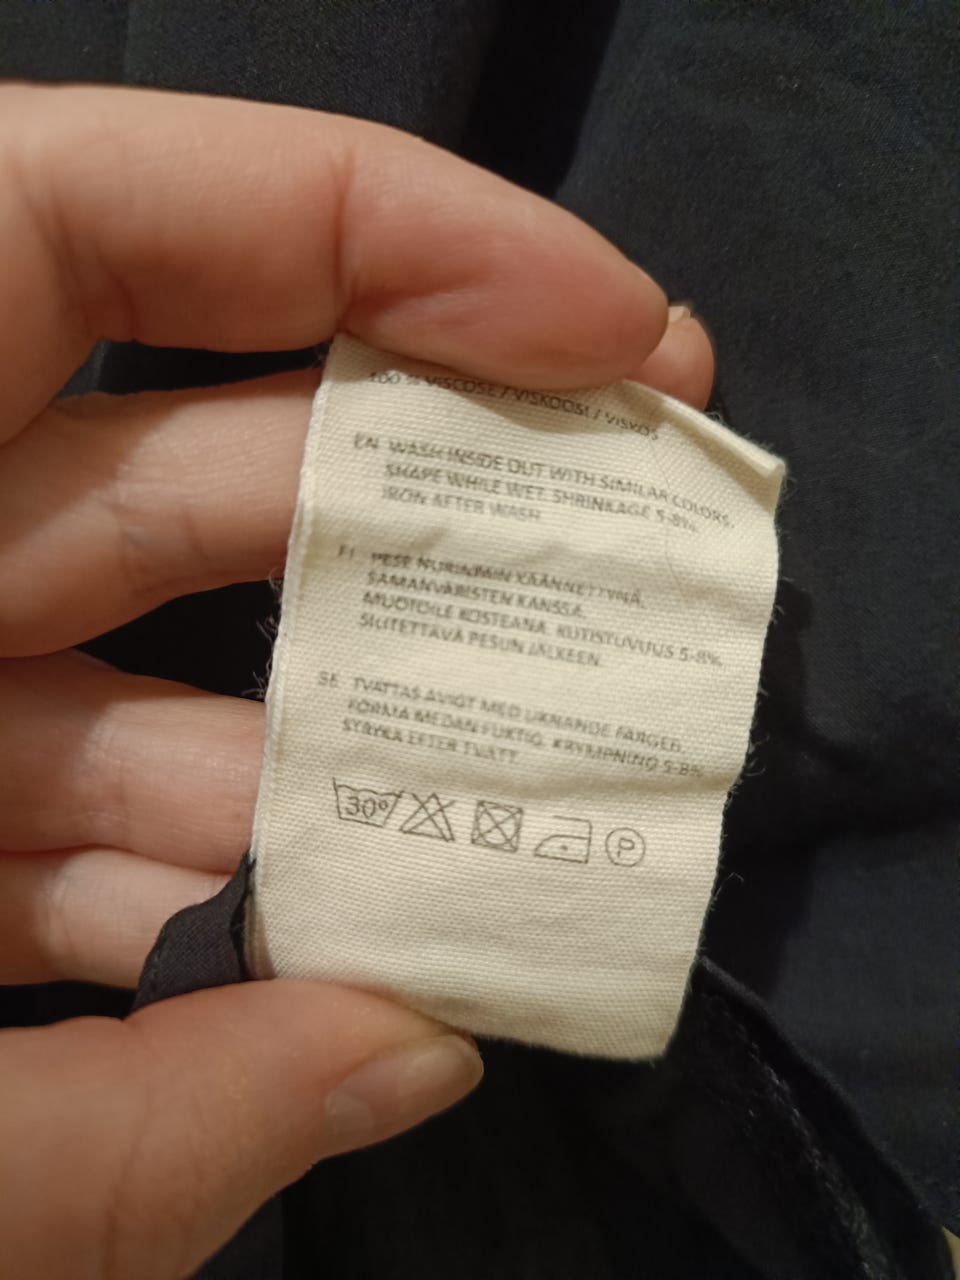 100 % VISCOSE / VISKOOSI / VISKOS
EN WASH INSIDE OUT WITH SIMILAR COLORS.
SHAPE WHILE WET. SHRINKAGE 5-8%.
IRON AFTER WASH
FI PESE NURINPÄIN KÄÄNNETTYNÄ,
SAMANVÄRISTEN KANSSA.
MUOTOILE KOSTEANA. KUTISTUVUUS 5-8%.
SILITETTÄVÄ PESUN JÄLKEEN.
SE TVÄTTAS AVIGT MED LIKNANDE FÄRGER.
FORMA MEDAN FUKTIG. KRYMPNING 5-8%.
STRYKA EFTER TVÄTT
30° P